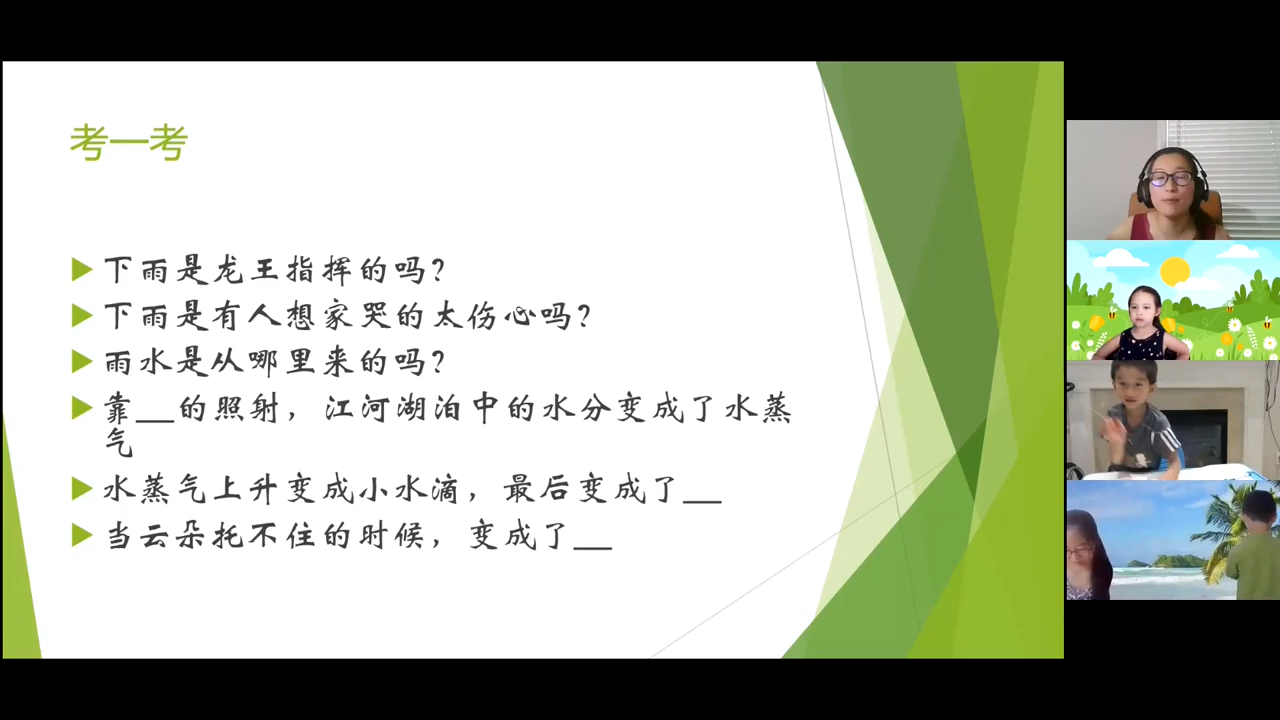 考一考
下雨是龙王指挥的吗?
下雨是有人想家哭的太伤心吗?
雨水是从哪里来的吗?
靠__的照射，江河湖泊中的水分变成了水蒸
气
水蒸气上升变成小水滴，最后变成了__
当云朵托不住的时候，变成了__